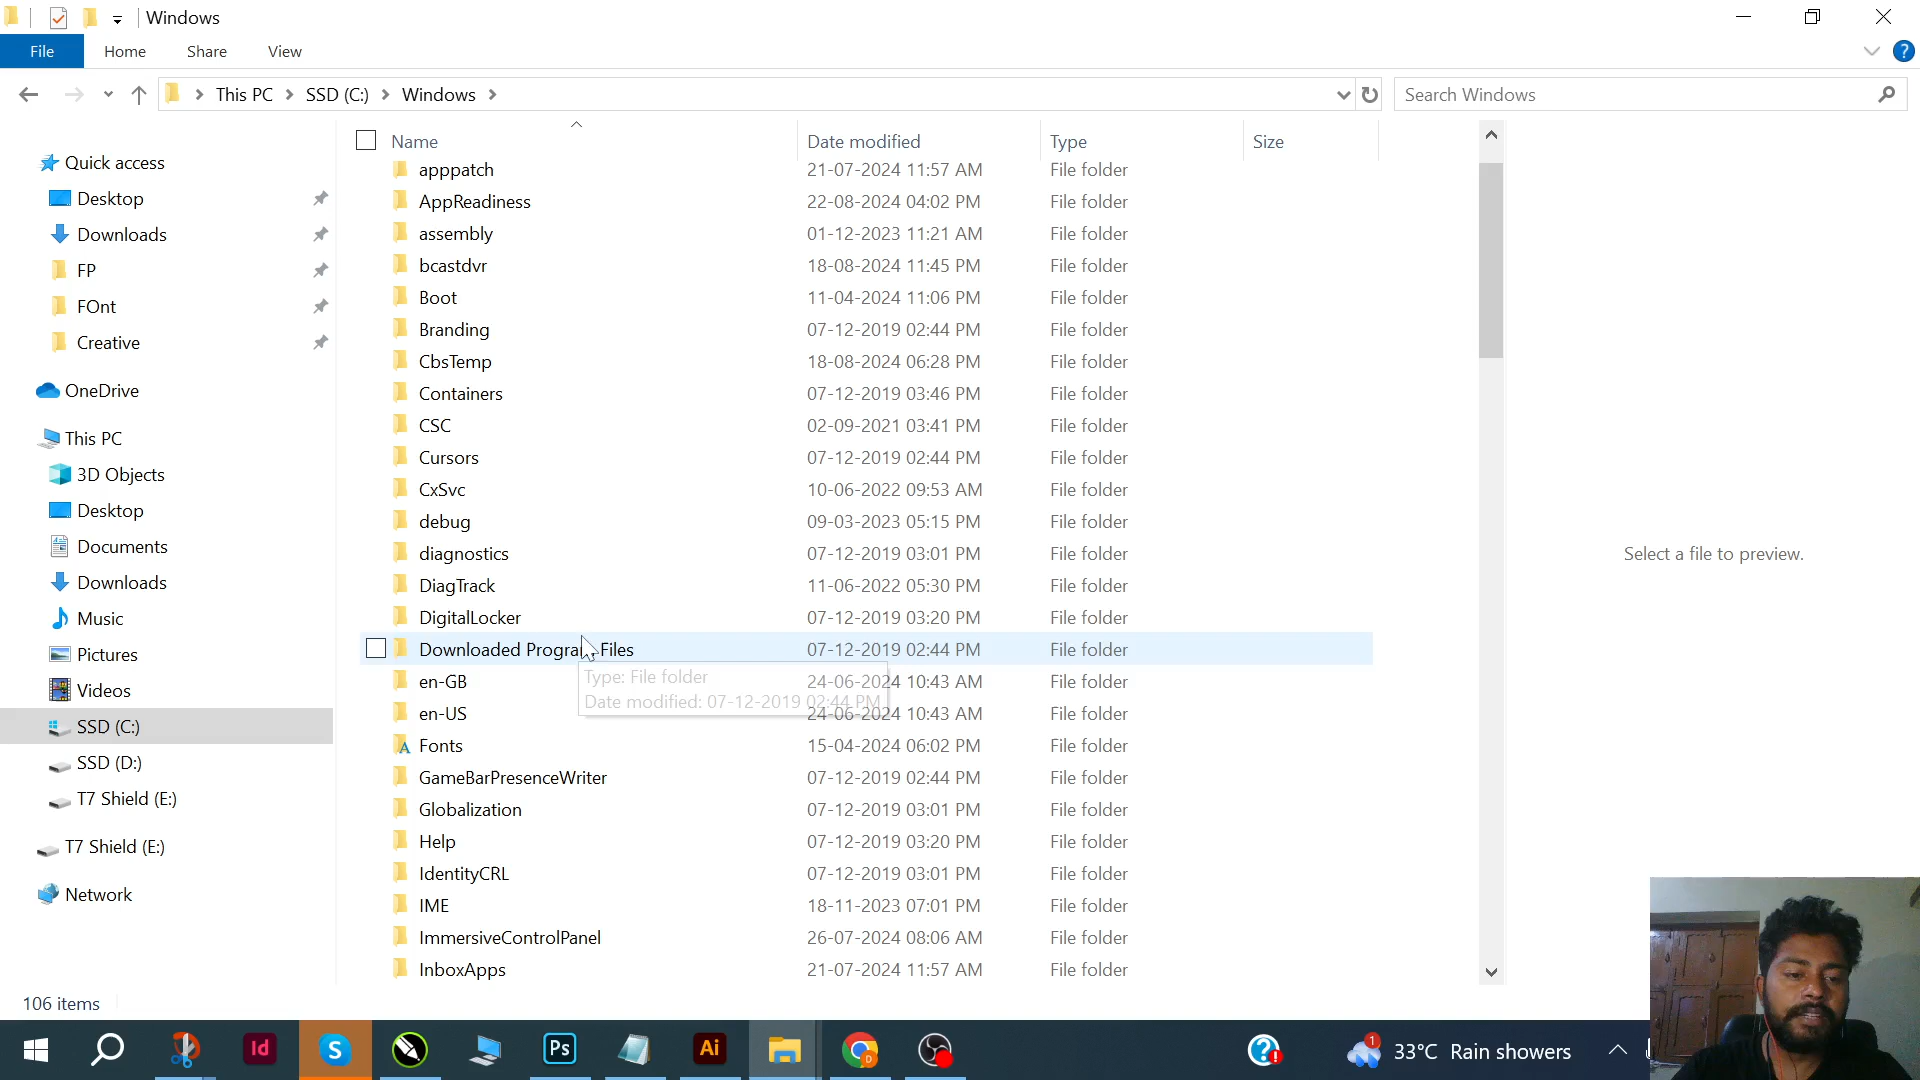 Windows
File Home Share View
This PC SSD (C:) Windows
Search Windows
Name Date modified Type Size
Quick access
Desktop
Downloads
FP
FOnt
Creative
OneDrive
This PC
3D Objects
Desktop
Documents
Downloads
Music
Pictures
Videos
SSD (C:)
SSD (D:)
T7 Shield (E:)
T7 Shield (E:)
Network
apppatch 21-07-2024 11:57 AM File folder
AppReadiness 22-08-2024 04:02 PM File folder
assembly 01-12-2023 11:21 AM File folder
bcastdvr 18-08-2024 11:45 PM File folder
Boot 11-04-2024 11:06 PM File folder
Branding 07-12-2019 02:44 PM File folder
CbsTemp 18-08-2024 06:28 PM File folder
Containers 07-12-2019 03:46 PM File folder
CSC 02-09-2021 03:41 PM File folder
Cursors 07-12-2019 02:44 PM File folder
CxSvc 10-06-2022 09:53 AM File folder
debug 09-03-2023 05:15 PM File folder
diagnostics 07-12-2019 03:01 PM File folder
DiagTrack 11-06-2022 05:30 PM File folder
DigitalLocker 07-12-2019 03:20 PM File folder
Downloaded Program Files 07-12-2019 02:44 PM File folder
Type: File folder
Date modified: 07-12-2019 02:44 PM
en-GB 24-06-2024 10:43 AM File folder
en-US 24-06-2024 10:43 AM File folder
Fonts 15-04-2024 06:02 PM File folder
GameBarPresenceWriter 07-12-2019 02:44 PM File folder
Globalization 07-12-2019 03:01 PM File folder
Help 07-12-2019 03:20 PM File folder
IdentityCRL 07-12-2019 03:01 PM File folder
IME 18-11-2023 07:01 PM File folder
ImmersiveControlPanel 26-07-2024 08:06 AM File folder
InboxApps 21-07-2024 11:57 AM File folder
Select a file to preview.
106 items
Id S Ps Ai D 1 33°C Rain showers